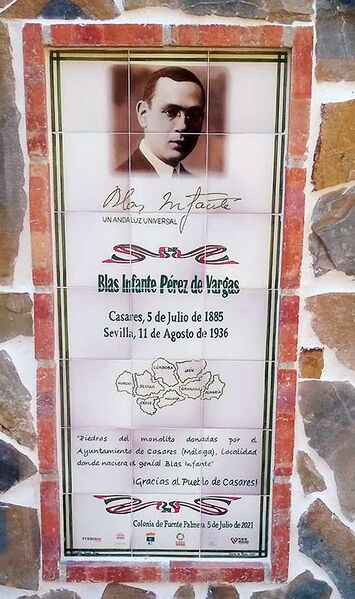 Blas Infante
UN ANDALUZ UNIVERSAL
Blas Infante Pérez de Vargas
Casares, 5 de Julio de 1885
Sevilla, 11 de Agosto de 1936
CÓRDOBA
JAÉN
HUELVA
SEVILLA
GRANADA
ALMERIA
MALAGA
CÁDIZ
"Piedras del monolito donadas por el
Ayuntamiento de Casares (Málaga), localidad
donde naciera el genial Blas Infante"
¡Gracias al Pueblo de Casares!
Colonia de Fuente Palmera, 5 de Julio de 2021